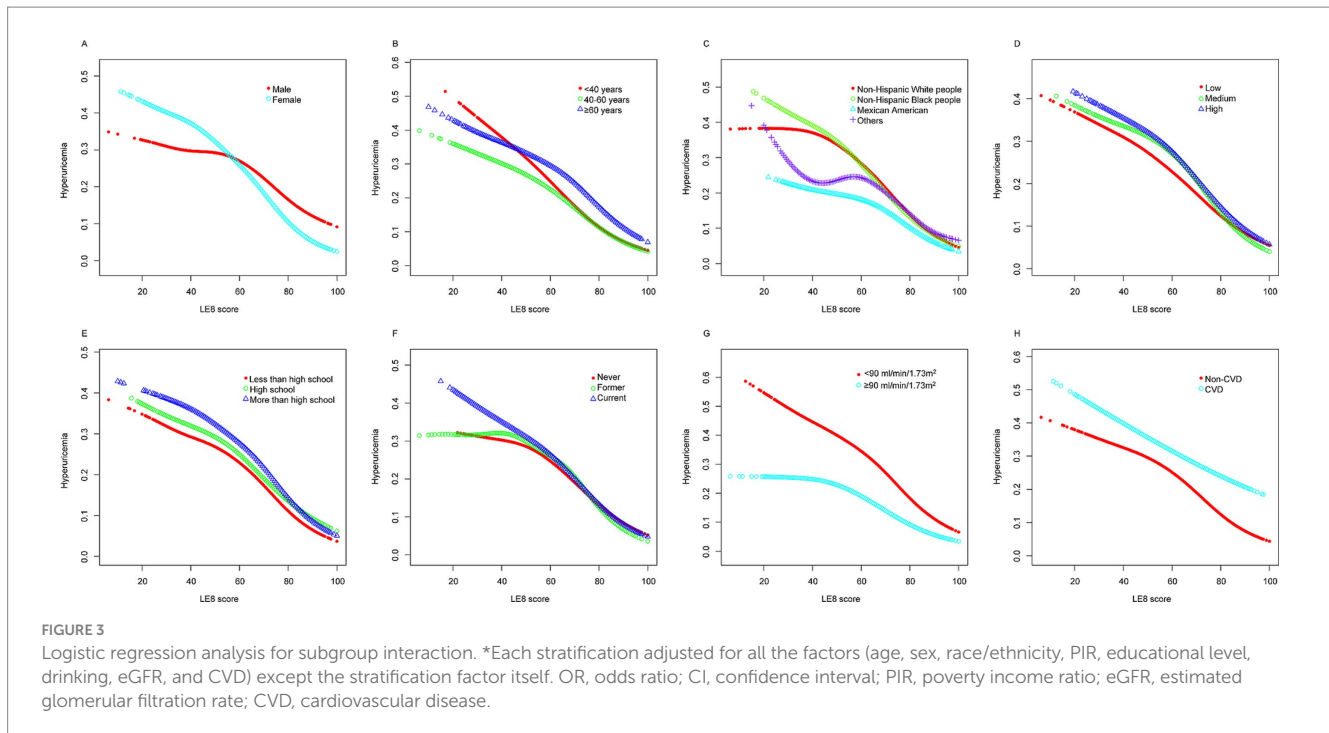 A
Hyperuricemia
0.0
0.1
0.2
0.3
0.4
0.5
20
40
60
80
100
LE8 score
Male
Female
B
Hyperuricemia
0.0
0.1
0.2
0.3
0.4
0.5
0.6
20
40
60
80
100
LE8 score
<40 years
40-60 years
≥60 years
C
Hyperuricemia
0.0
0.1
0.2
0.3
0.4
0.5
0.6
20
40
60
80
100
LE8 score
Non-Hispanic White people
Non-Hispanic Black people
Mexican American
Others
D
Hyperuricemia
0.0
0.1
0.2
0.3
0.4
20
40
60
80
100
LE8 score
Low
Medium
High
E
Hyperuricemia
0.0
0.1
0.2
0.3
0.4
0.5
20
40
60
80
100
LE8 score
Less than high school
High school
More than high school
F
Hyperuricemia
0.0
0.1
0.2
0.3
0.4
0.5
20
40
60
80
100
LE8 score
Never
Former
Current
G
Hyperuricemia
0.0
0.1
0.2
0.3
0.4
0.5
0.6
20
40
60
80
100
LE8 score
<90 ml/min/1.73m²
≥90 ml/min/1.73m²
H
Hyperuricemia
0.0
0.1
0.2
0.3
0.4
0.5
0.6
20
40
60
80
100
LE8 score
Non-CVD
CVD
FIGURE 3
Logistic regression analysis for subgroup interaction. *Each stratification adjusted for all the factors (age, sex, race/ethnicity, PIR, educational level,
drinking, eGFR, and CVD) except the stratification factor itself. OR, odds ratio; CI, confidence interval; PIR, poverty income ratio; eGFR, estimated
glomerular filtration rate; CVD, cardiovascular disease.